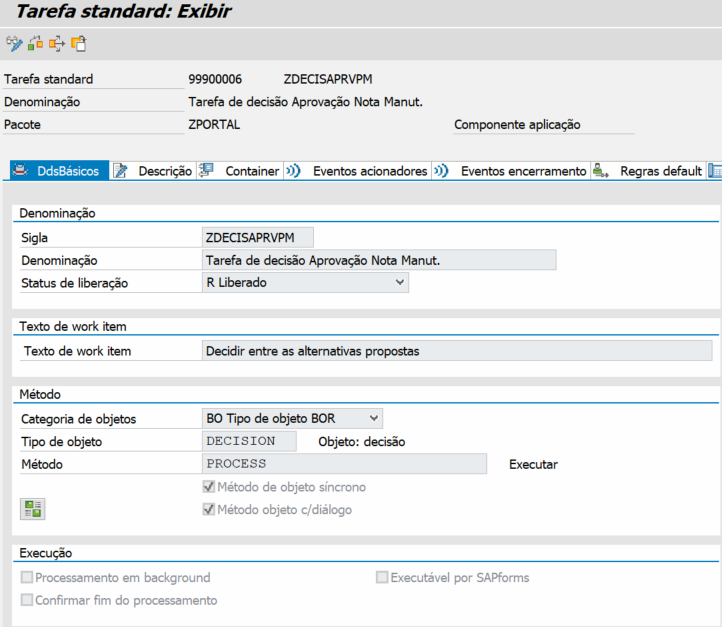 Tarefa standard: Exibir
Tarefa standard 99900006 ZDECISAPRVPM
Denominação Tarefa de decisão Aprovação Nota Manut.
Pacote ZPORTAL Componente aplicação
DdsBásicos Descrição Container Eventos acionadores Eventos encerramento Regras default
Denominação
Sigla ZDECISAPRVPM
Denominação Tarefa de decisão Aprovação Nota Manut.
Status de liberação R Liberado
Texto de work item
Texto de work item Decidir entre as alternativas propostas
Método
Categoria de objetos BO Tipo de objeto BOR
Tipo de objeto DECISION Objeto: decisão
Método PROCESS Executar
Método de objeto síncrono
Método objeto c/diálogo
Execução
Processamento em background Executável por SAPforms
Confirmar fim do processamento